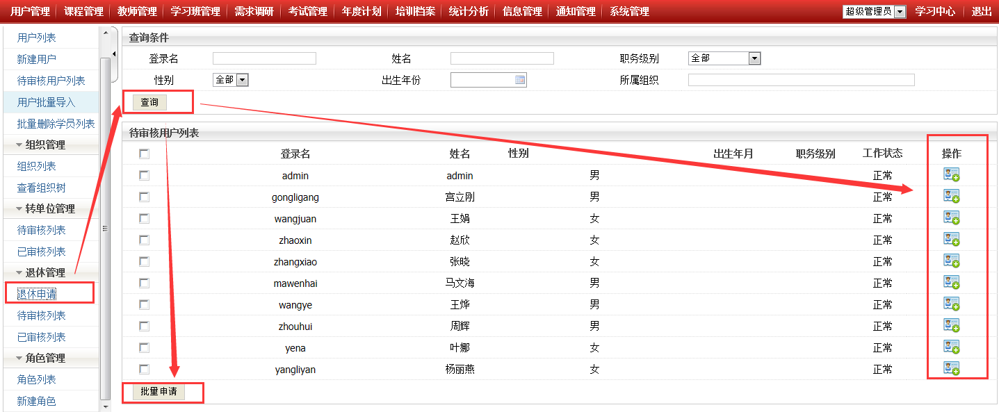 用户管理 课程管理 教师管理 学习班管理 需求调研 考试管理 年度计划 培训档案 统计分析 信息管理 通知管理 系统管理 超级管理员 学习中心 退出
用户列表
新建用户
待审核用户列表
用户批量导入
批量删除学员列表
组织管理
组织列表
查看组织树
转单位管理
待审核列表
已审核列表
退休管理
退休申请
待审核列表
已审核列表
角色管理
角色列表
新建角色
查询条件
登录名 姓名 职务级别 全部
性别 全部 出生年份 所属组织
查询
待审核用户列表
登录名 姓名 性别 出生年月 职务级别 工作状态 操作
admin admin 男 正常
gongligang 宫立刚 男 正常
wangjuan 王娟 女 正常
zhaoxin 赵欣 女 正常
zhangxiao 张晓 女 正常
mawenhai 马文海 男 正常
wangye 王烨 男 正常
zhouhui 周辉 男 正常
yena 叶娜 女 正常
yangliyan 杨丽燕 女 正常
批量申请